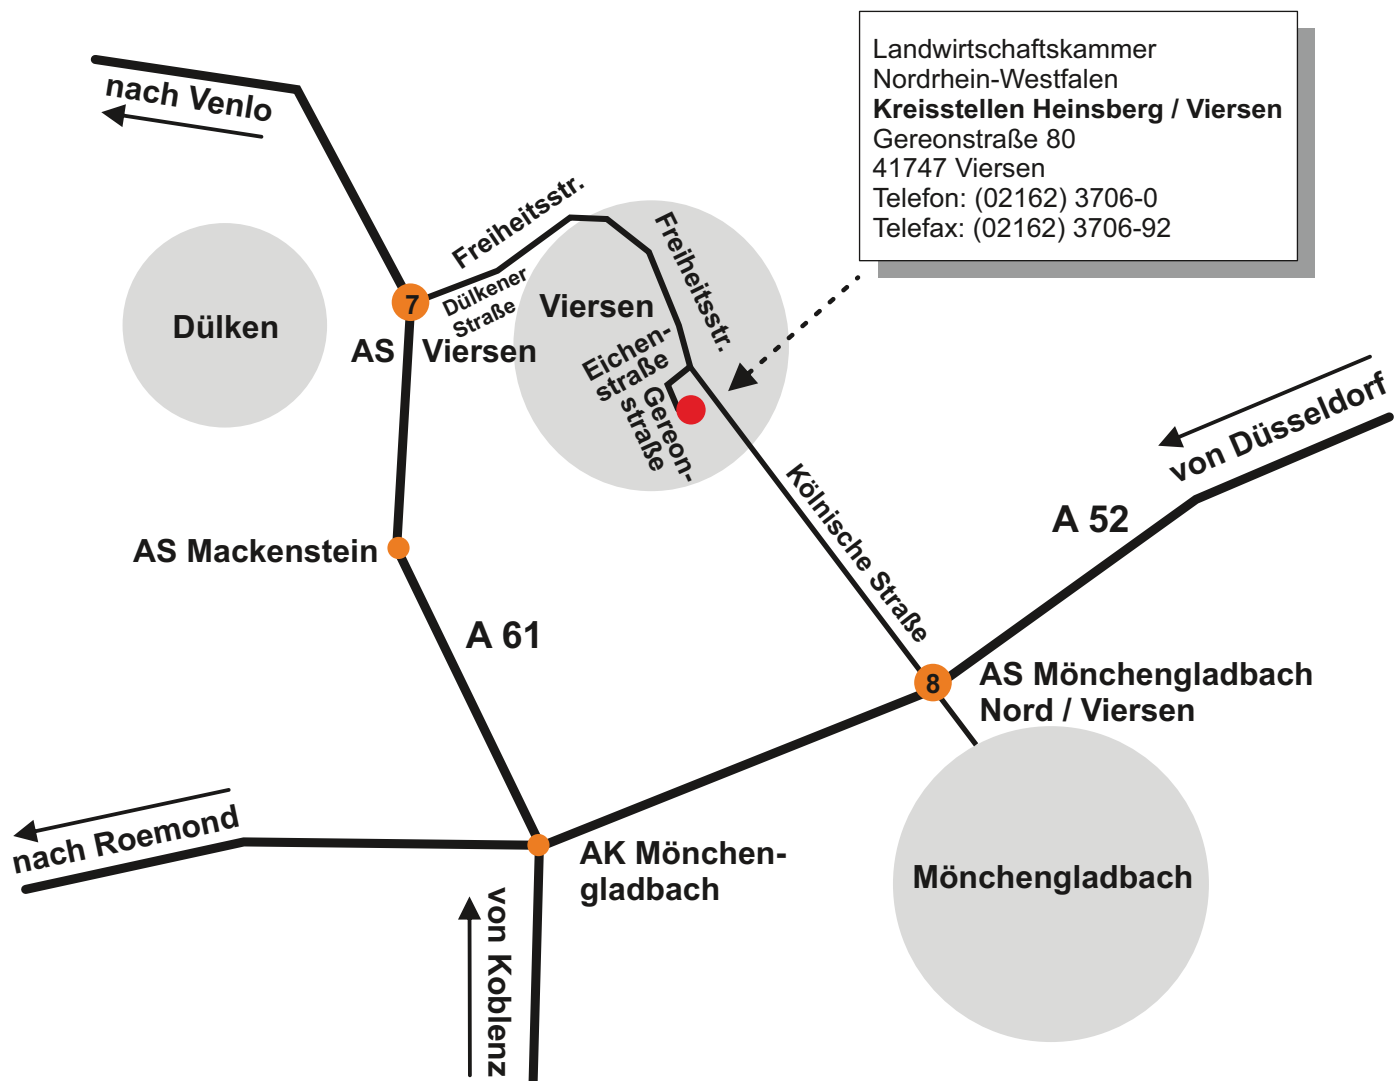 Landwirtschaftskammer
Nordrhein-Westfalen
Kreisstellen Heinsberg / Viersen
Gereonstraße 80
41747 Viersen
Telefon: (02162) 3706-0
Telefax: (02162) 3706-92
nach Venlo
Freiheitsstr.
Freiheitsstr.
Dülkener
Straße
7
AS Viersen
Dülken
Viersen
Eichen-
straße
Gereon-
straße
straße
von Düsseldorf
A 52
Kölnische Straße
AS Mackenstein
A 61
8
AS Mönchengladbach
Nord / Viersen
nach Roemond
AK Mönchen-
gladbach
Mönchengladbach
von Koblenz